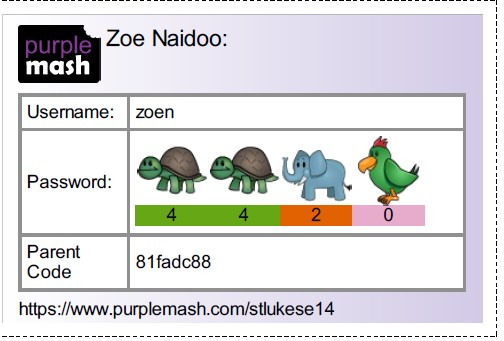 purple
mash
Zoe Naidoo:
Username: zoen
Password:
4 4 2 0
Parent
Code
81fadc88
https://www.purplemash.com/stlukese14